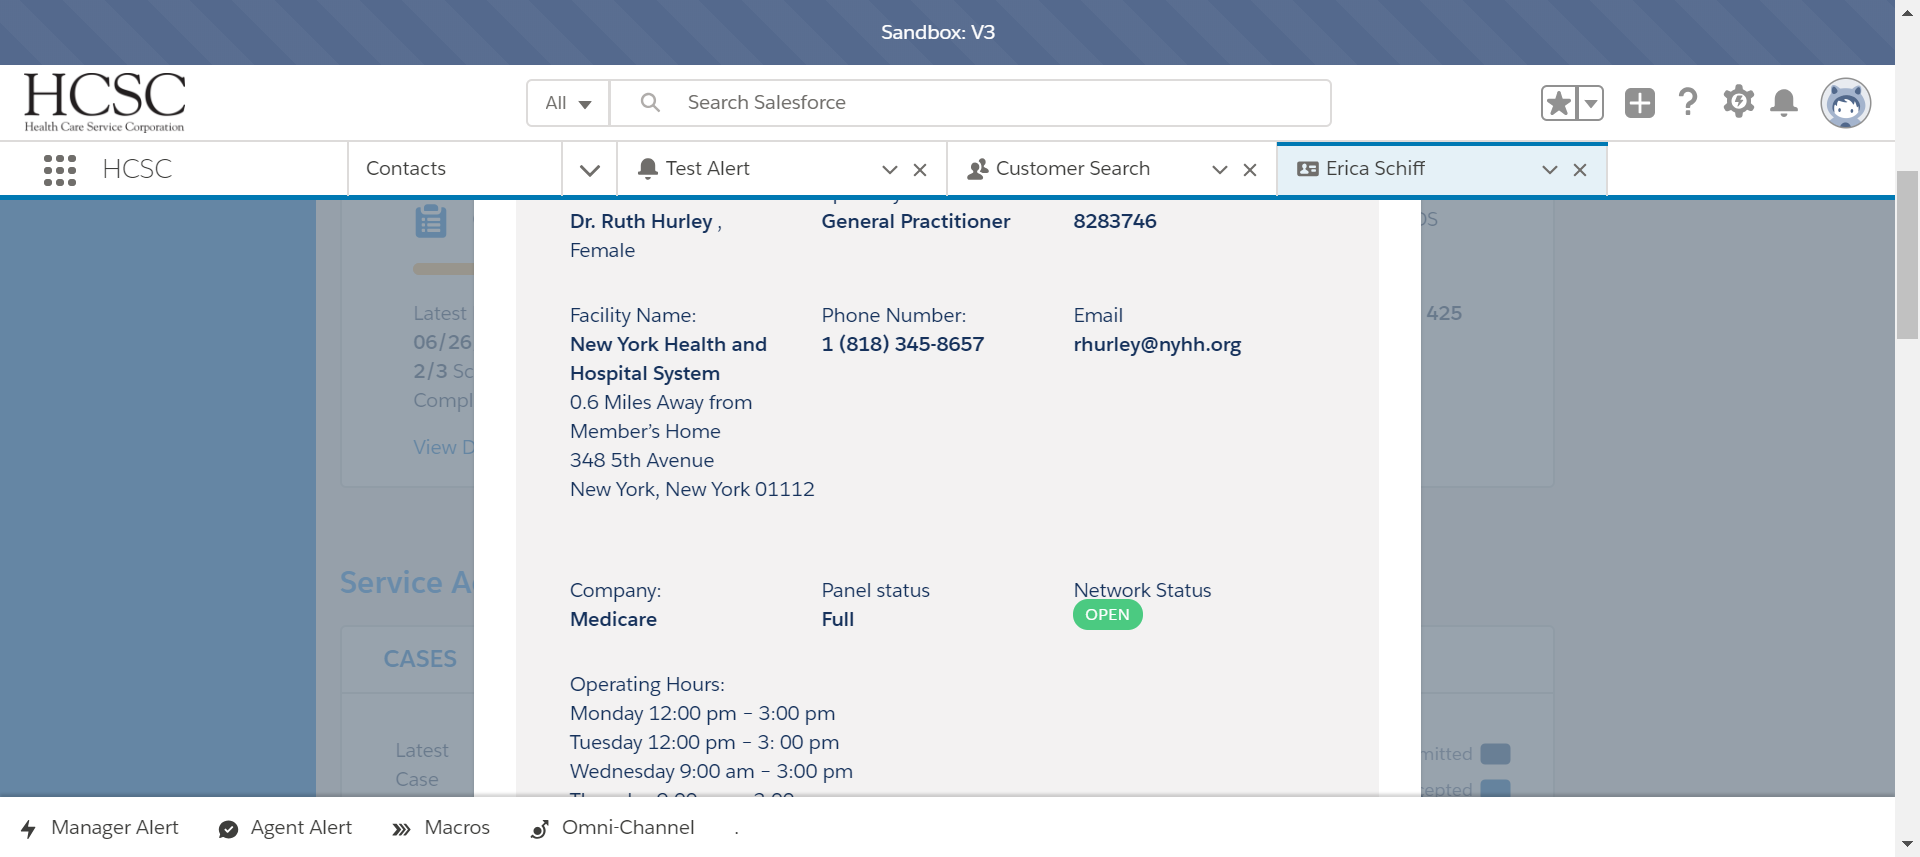 Sandbox: V3
HCSC
Health Care Service Corporation
All
Search Salesforce
HCSC
Contacts
Test Alert
Customer Search
Erica Schiff
Dr. Ruth Hurley ,
Female
General Practitioner
8283746
Facility Name:
New York Health and
Hospital System
0.6 Miles Away from
Member’s Home
348 5th Avenue
New York, New York 01112
Phone Number:
1 (818) 345-8657
Email
rhurley@nyhh.org
Company:
Medicare
Panel status
Full
Network Status
OPEN
Operating Hours:
Monday 12:00 pm – 3:00 pm
Tuesday 12:00 pm – 3: 00 pm
Wednesday 9:00 am – 3:00 pm
Latest
06/26
2/3 Sc
Compl
View D
425
Service A
CASES
Latest
Case
mitted
cepted
Manager Alert
Agent Alert
Macros
Omni-Channel
.